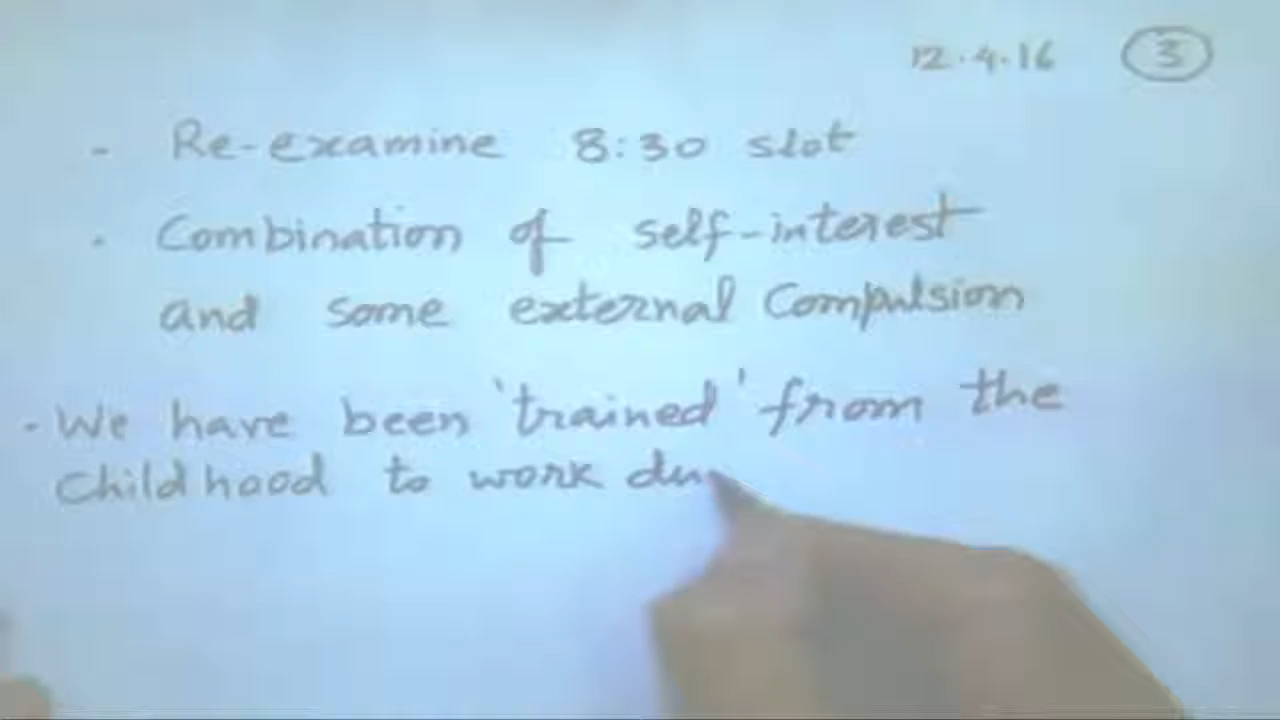 12.4.16 3
- Re-examine 8:30 slot
- Combination of self-interest
and some external Compulsion
- We have been 'trained' from the
childhood to work du